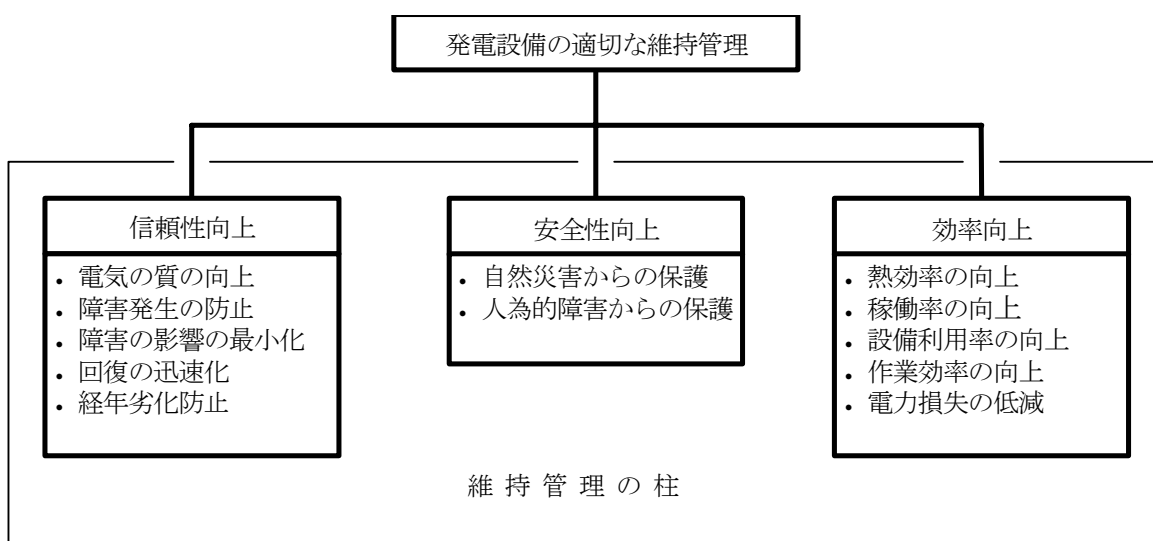 発電設備の適切な維持管理
信頼性向上
・電気の質の向上
・障害発生の防止
・障害の影響の最小化
・回復の迅速化
・経年劣化防止
安全性向上
・自然災害からの保護
・人為的障害からの保護
効率向上
・熱効率の向上
・稼働率の向上
・設備利用率の向上
・作業効率の向上
・電力損失の低減
維持管理の柱